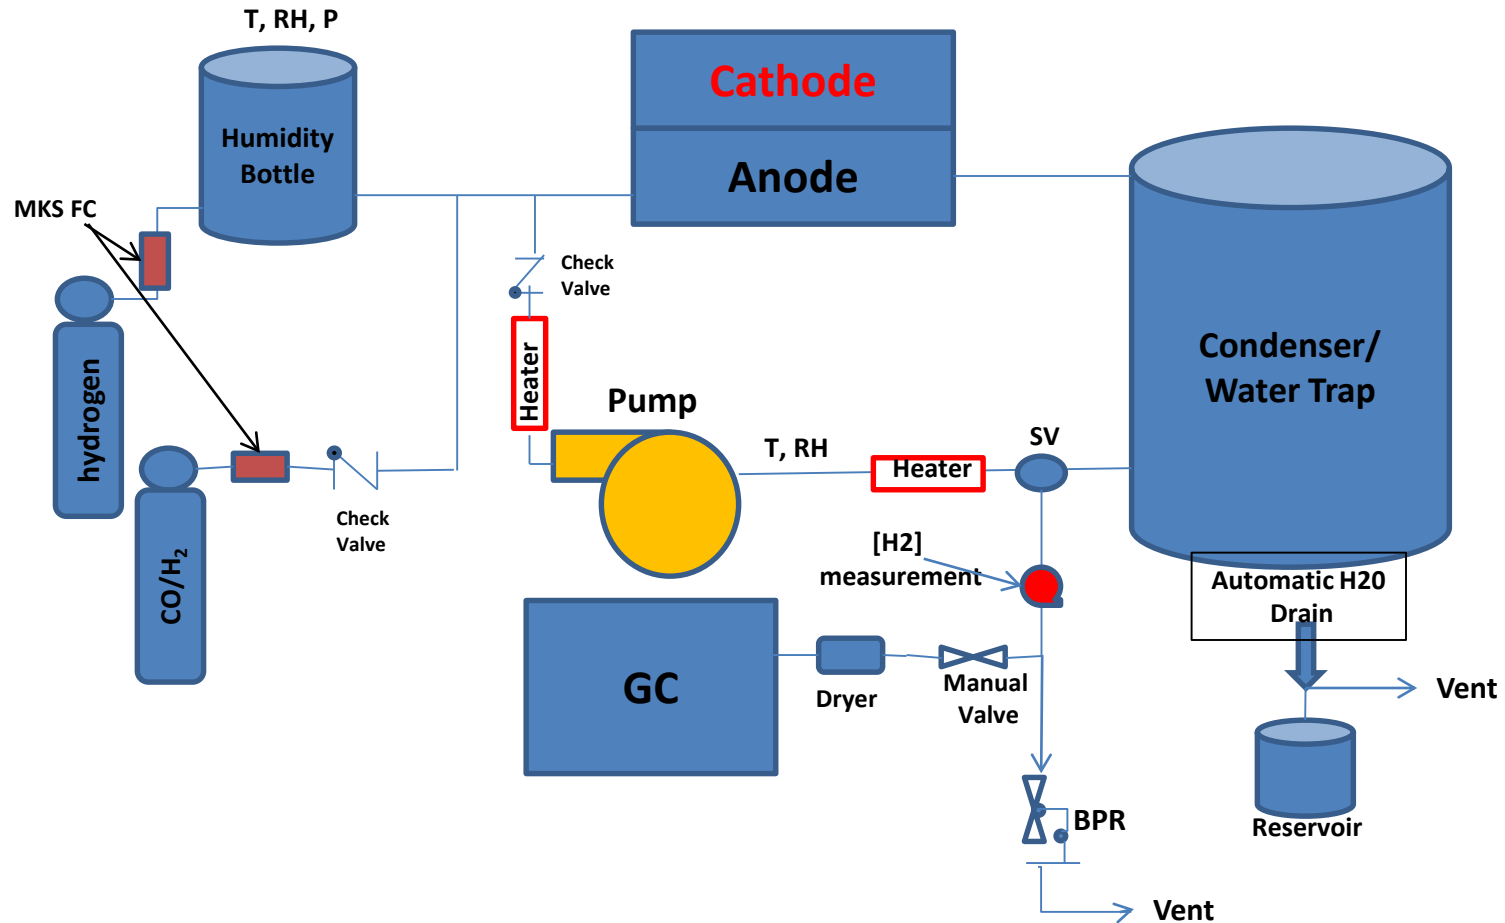 T, RH, P
Cathode
Humidity
Bottle
Anode
MKS FC
Check
Valve
hydrogen
Heater
Condenser/
Water Trap
Pump
T, RH
SV
Heater
Check
Valve
CO/H₂
[H2]
measurement
Automatic H20
Drain
GC
Dryer
Manual
Valve
Vent
BPR
Reservoir
Vent